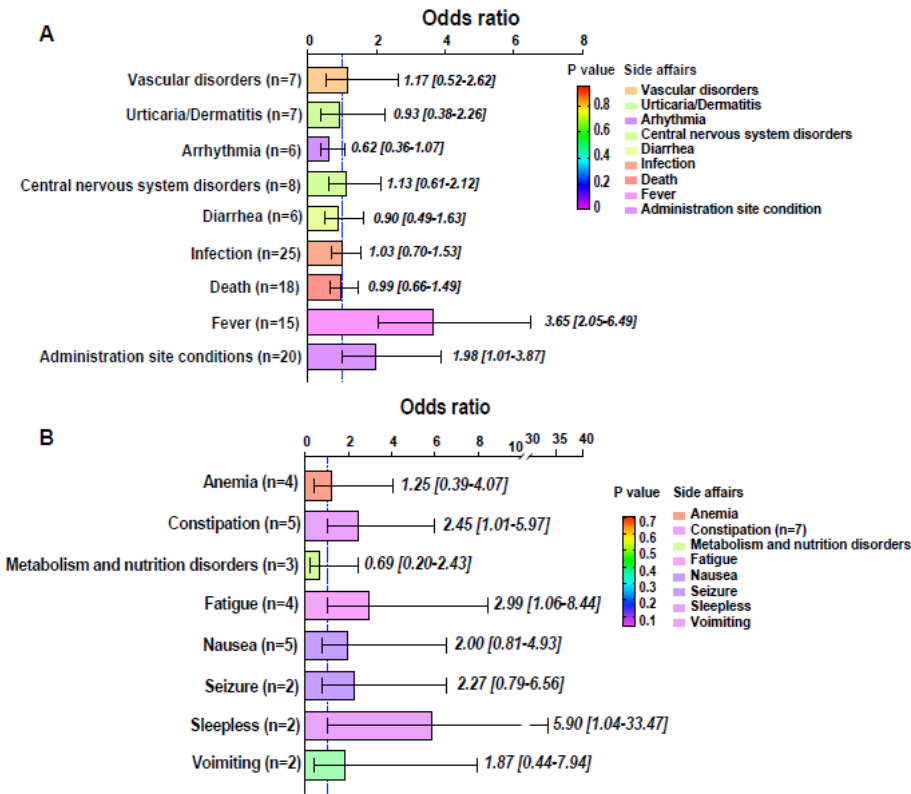 A
Odds ratio
0 2 4 6 8
Vascular disorders (n=7) 1.17 [0.52-2.62]
Urticaria/Dermatitis (n=7) 0.93 [0.38-2.26]
Arrhythmia (n=6) 0.62 [0.36-1.07]
Central nervous system disorders (n=8) 1.13 [0.61-2.12]
Diarrhea (n=6) 0.90 [0.49-1.63]
Infection (n=25) 1.03 [0.70-1.53]
Death (n=18) 0.99 [0.66-1.49]
Fever (n=15) 3.65 [2.05-6.49]
Administration site conditions (n=20) 1.98 [1.01-3.87]
P value Side affairs
0.8
0.6
0.4
0.2
0
Vascular disorders
Urticaria/Dermatitis
Arhythmia
Central nervous system disorders
Diarrhea
Infection
Death
Fever
Administration site condition
B
Odds ratio
0 2 4 6 8 10 30 35 40
Anemia (n=4) 1.25 [0.39-4.07]
Constipation (n=5) 2.45 [1.01-5.97]
Metabolism and nutrition disorders (n=3) 0.69 [0.20-2.43]
Fatigue (n=4) 2.99 [1.06-8.44]
Nausea (n=5) 2.00 [0.81-4.93]
Seizure (n=2) 2.27 [0.79-6.56]
Sleepless (n=2) 5.90 [1.04-33.47]
Voimiting (n=2) 1.87 [0.44-7.94]
P value Side affairs
0.7
0.6
0.5
0.4
0.3
0.2
0.1
Anemia
Constipation (n=7)
Metabolism and nutrition disorders
Fatigue
Nausea
Seizure
Sleepless
Voimiting